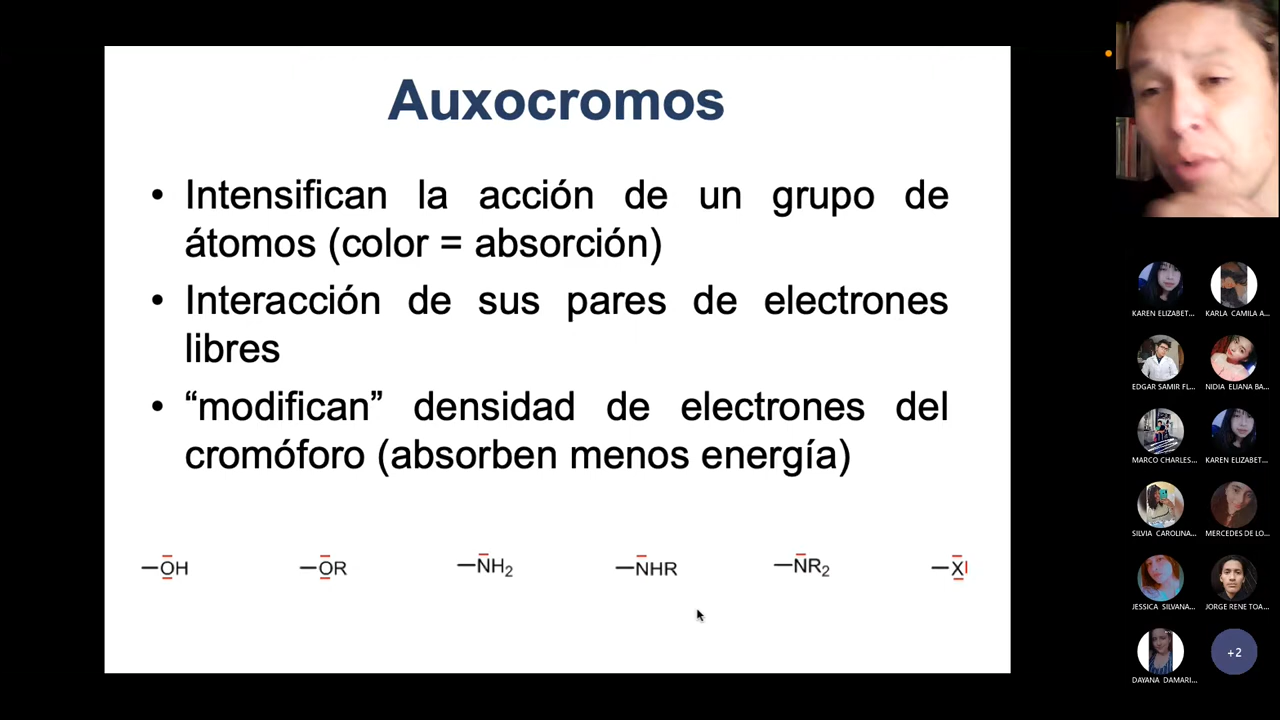 Auxocromos
• Intensifican la acción de un grupo de
átomos (color = absorción)
• Interacción de sus pares de electrones
libres
• “modifican” densidad de electrones del
cromóforo (absorben menos energía)
—OH —OR —NH₂ —NHR —NR₂ —X
KAREN ELIZABET... KARLA CAMILA A...
EDGAR SAMIR FL... NIDIA ELIANA BA...
MARCO CHARLES... KAREN ELIZABET...
SILVIA CAROLINA... MERCEDES DE LO...
JESSICA SILVANA... JORGE RENE TOA...
+2
DAYANA DAMARI...